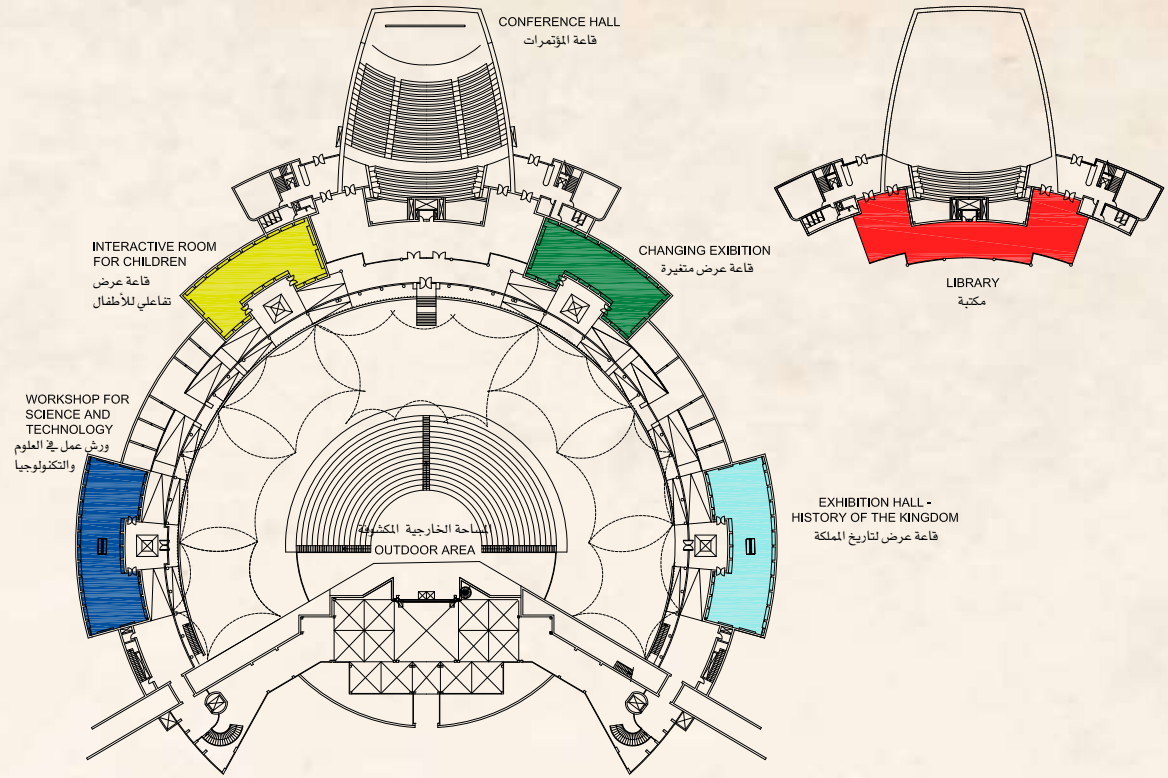 CONFERENCE HALL
قاعة المؤتمرات
INTERACTIVE ROOM
FOR CHILDREN
قاعة عرض
تفاعلي للأطفال
CHANGING EXIBITION
قاعة عرض متغيرة
LIBRARY
مكتبة
WORKSHOP FOR
SCIENCE AND
TECHNOLOGY
ورش عمل في العلوم
والتكنولوجيا
EXHIBITION HALL -
HISTORY OF THE KINGDOM
قاعة عرض لتاريخ المملكة
المساحة الخارجية المكشوفة
OUTDOOR AREA